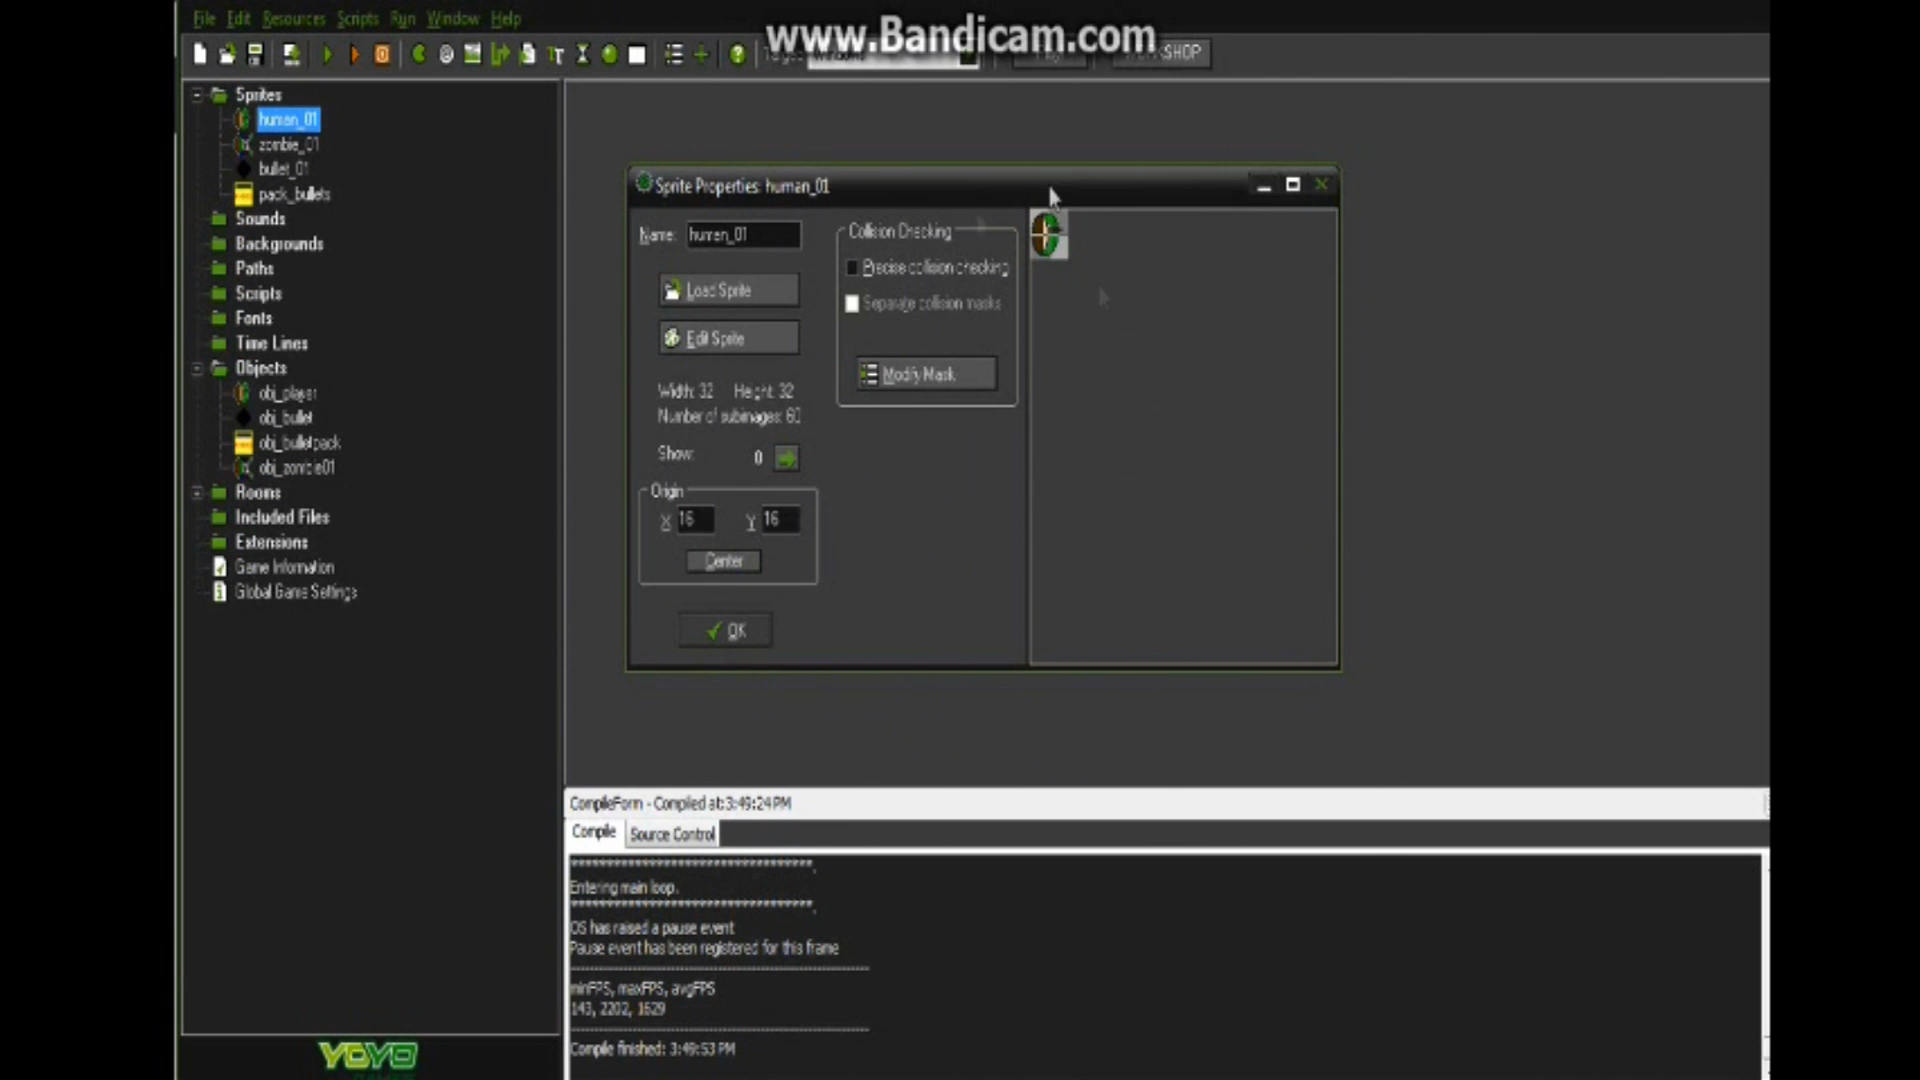 www.Bandicam.com
File Edit Resources Scripts Run Window Help
SHOP
Sprites
human_01
zombie_01
bullet_01
pack_bullets
Sounds
Backgrounds
Paths
Scripts
Fonts
Time Lines
Objects
obj_player
obj_bullet
obj_bulletpack
obj_zombie01
Rooms
Included Files
Extensions
Game Information
Global Game Settings
YOYO
Sprite Properties: human_01
Name: human_01
Load Sprite
Edit Sprite
Width: 32 Height: 32
Number of subimages: 60
Show: 0
Origin
X 16 Y 16
Center
OK
Collision Checking
Precise collision checking
Separate collision masks
Modify Mask
CompileForm - Compiled at:3:49:24 PM
Compile Source Control
***********************************.
Entering main loop.
***********************************.
OS has raised a pause event
Pause event has been registered for this frame
minFPS, maxFPS, avgFPS
143, 2202, 1629
Compile finished: 3:49:53 PM